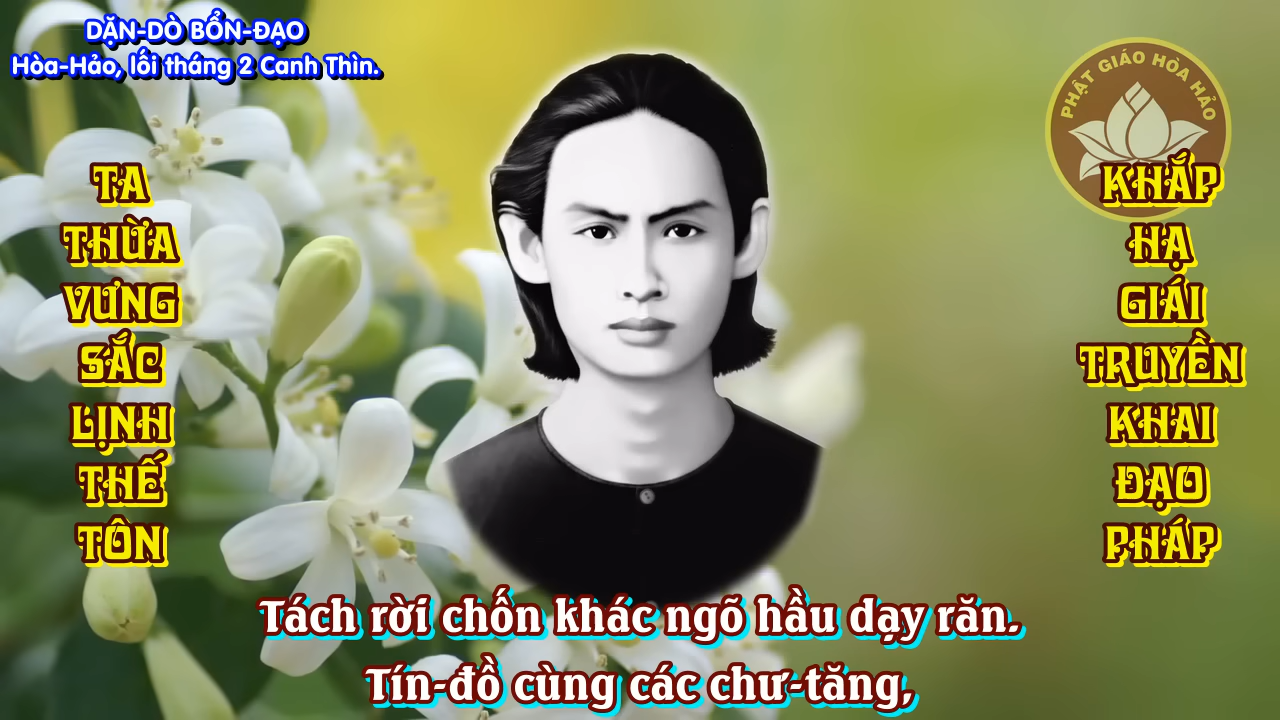 DẶN-DÒ BỔN-ĐẠO
Hòa-Hảo, lối tháng 2 Canh Thìn.
PHẬT GIÁO HÒA HẢO
TA
THỪA
VƯNG
SẮC
LỊNH
THẾ
TÔN
KHẮP
HẠ
GIÁI
TRUYỀN
KHAI
ĐẠO
PHÁP
Tách rời chốn khác ngõ hầu dạy răn.
Tín-đồ cùng các chư-tăng,